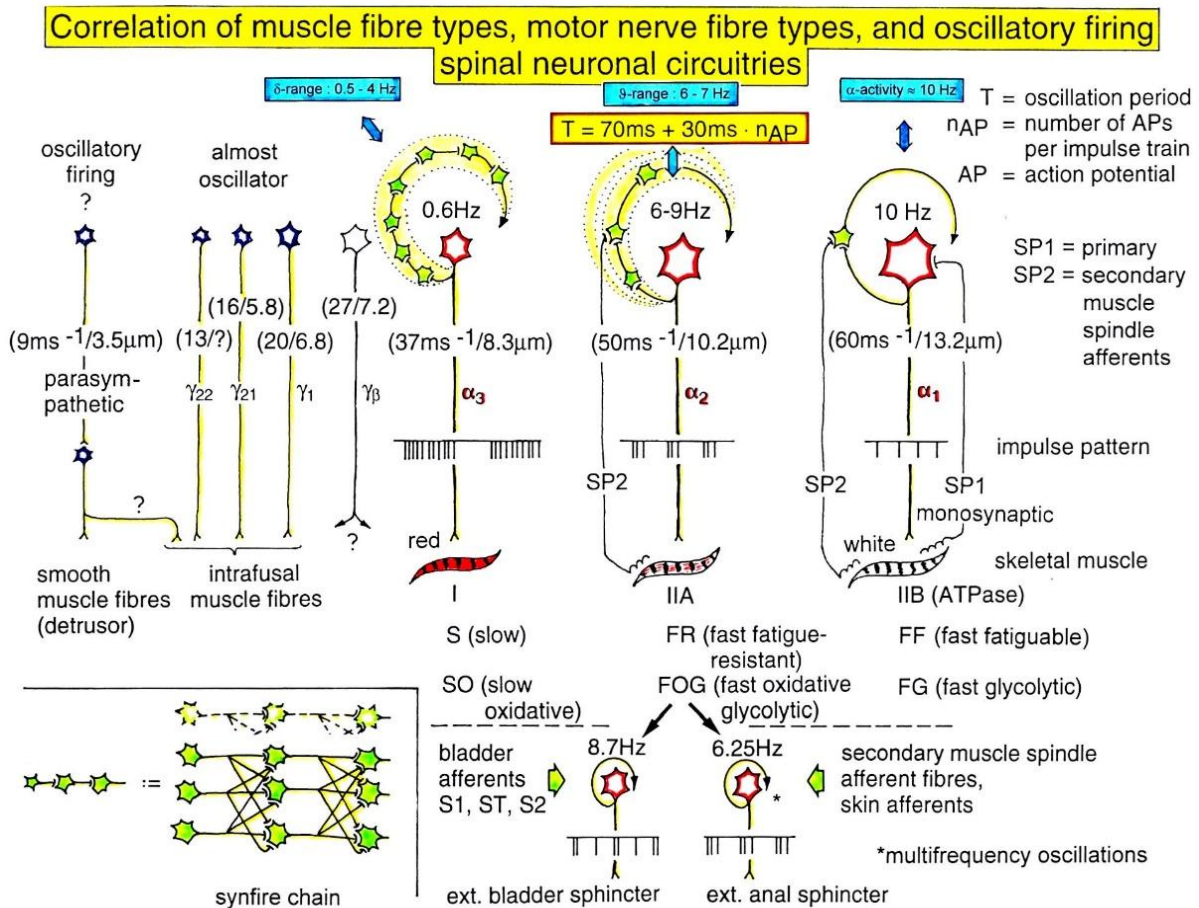 Correlation of muscle fibre types, motor nerve fibre types, and oscillatory firing
spinal neuronal circuitries
δ-range : 0.5 - 4 Hz
ϑ-range : 6 - 7 Hz
α-activity ≈ 10 Hz
T = 70ms + 30ms · nAP
T = oscillation period
nAP = number of APs
per impulse train
AP = action potential
oscillatory
firing
?
almost
oscillator
0.6Hz
6-9Hz
10 Hz
SP1 = primary
SP2 = secondary
muscle
spindle
afferents
(16/5.8)
(27/7.2)
(9ms -1/3.5µm)
(13/?)
(20/6.8)
(37ms -1/8.3µm)
(50ms -1/10.2µm)
(60ms -1/13.2µm)
parasym-
pathetic
γ22
γ21
γ1
γβ
α3
α2
α1
impulse pattern
SP2
SP2
SP1
monosynaptic
?
?
red
white
skeletal muscle
smooth
muscle fibres
(detrusor)
intrafusal
muscle fibres
I
IIA
IIB (ATPase)
S (slow)
FR (fast fatigue-
resistant)
FF (fast fatiguable)
SO (slow
oxidative)
FOG (fast oxidative
glycolytic)
FG (fast glycolytic)
bladder
afferents
S1, ST, S2
8.7Hz
6.25Hz
*
secondary muscle spindle
afferent fibres,
skin afferents
:=
*multifrequency oscillations
synfire chain
ext. bladder sphincter
ext. anal sphincter